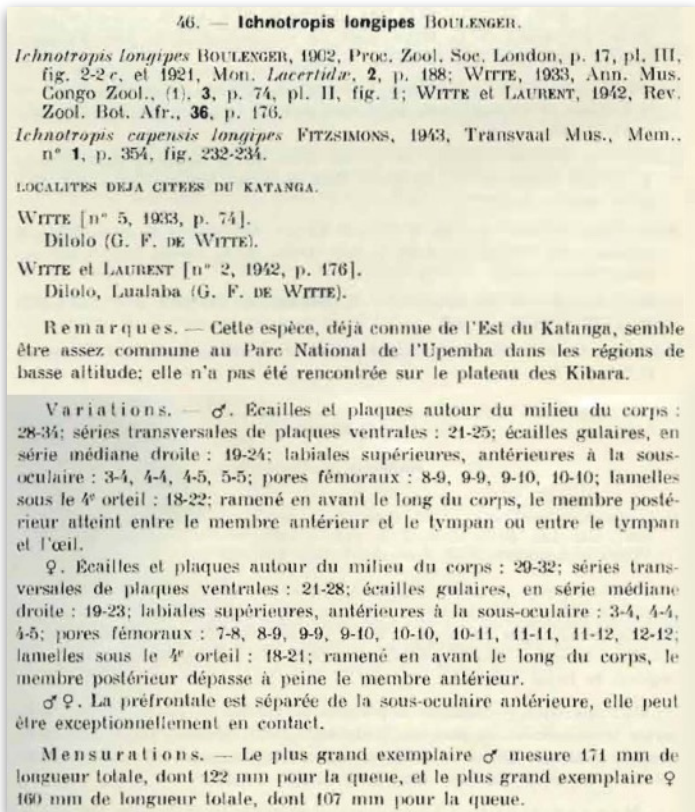 46. — Ichnotropis longipes BOULENGER.
Ichnotropis longipes BOULENGER, 1902, Proc. Zool. Soc. London, p. 17, pl. III,
fig. 2-2 c, et 1921, Mon. Lacertidæ, 2, p. 188; WITTE, 1933, Ann. Mus.
Congo Zool., (1), 3, p. 74, pl. II, fig. 1; WITTE et LAURENT, 1942, Rev.
Zool. Bot. Afr., 36, p. 176.
Ichnotropis capensis longipes FITZSIMONS, 1943, Transvaal Mus., Mem.,
n° 1, p. 354, fig. 232-234.
LOCALITES DEJA CITEES DU KATANGA.
WITTE [n° 5, 1933, p. 74].
Dilolo (G. F. DE WITTE).
WITTE et LAURENT [n° 2, 1942, p. 176].
Dilolo, Lualaba (G. F. DE WITTE).
Remarques. — Cette espèce, déjà connue de l'Est du Katanga, semble
être assez commune au Parc National de l'Upemba dans les régions de
basse altitude; elle n'a pas été rencontrée sur le plateau des Kibara.
Variations. — ♂. Écailles et plaques autour du milieu du corps :
28-34; séries transversales de plaques ventrales : 21-25; écailles gulaires, en
série médiane droite : 19-24; labiales supérieures, antérieures à la sous-
oculaire : 3-4, 4-4, 4-5, 5-5; pores fémoraux : 8-9, 9-9, 9-10, 10-10; lamelles
sous le 4e orteil : 18-22; ramené en avant le long du corps, le membre posté-
rieur atteint entre le membre antérieur et le tympan ou entre le tympan
et l'œil.
♀. Écailles et plaques autour du milieu du corps : 29-32; séries trans-
versales de plaques ventrales : 21-28; écailles gulaires, en série médiane
droite : 19-23; labiales supérieures, antérieures à la sous-oculaire : 3-4, 4-4,
4-5; pores fémoraux : 7-8, 8-9, 9-9, 9-10, 10-10, 10-11, 11-11, 11-12, 12-12;
lamelles sous le 4e orteil : 18-21; ramené en avant le long du corps, le
membre postérieur dépasse à peine le membre antérieur.
♂ ♀. La préfrontale est séparée de la sous-oculaire antérieure, elle peut
être exceptionnellement en contact.
Mensurations. — Le plus grand exemplaire ♂ mesure 171 mm de
longueur totale, dont 122 mm pour la queue, et le plus grand exemplaire ♀
160 mm de longueur totale, dont 107 mm pour la queue.